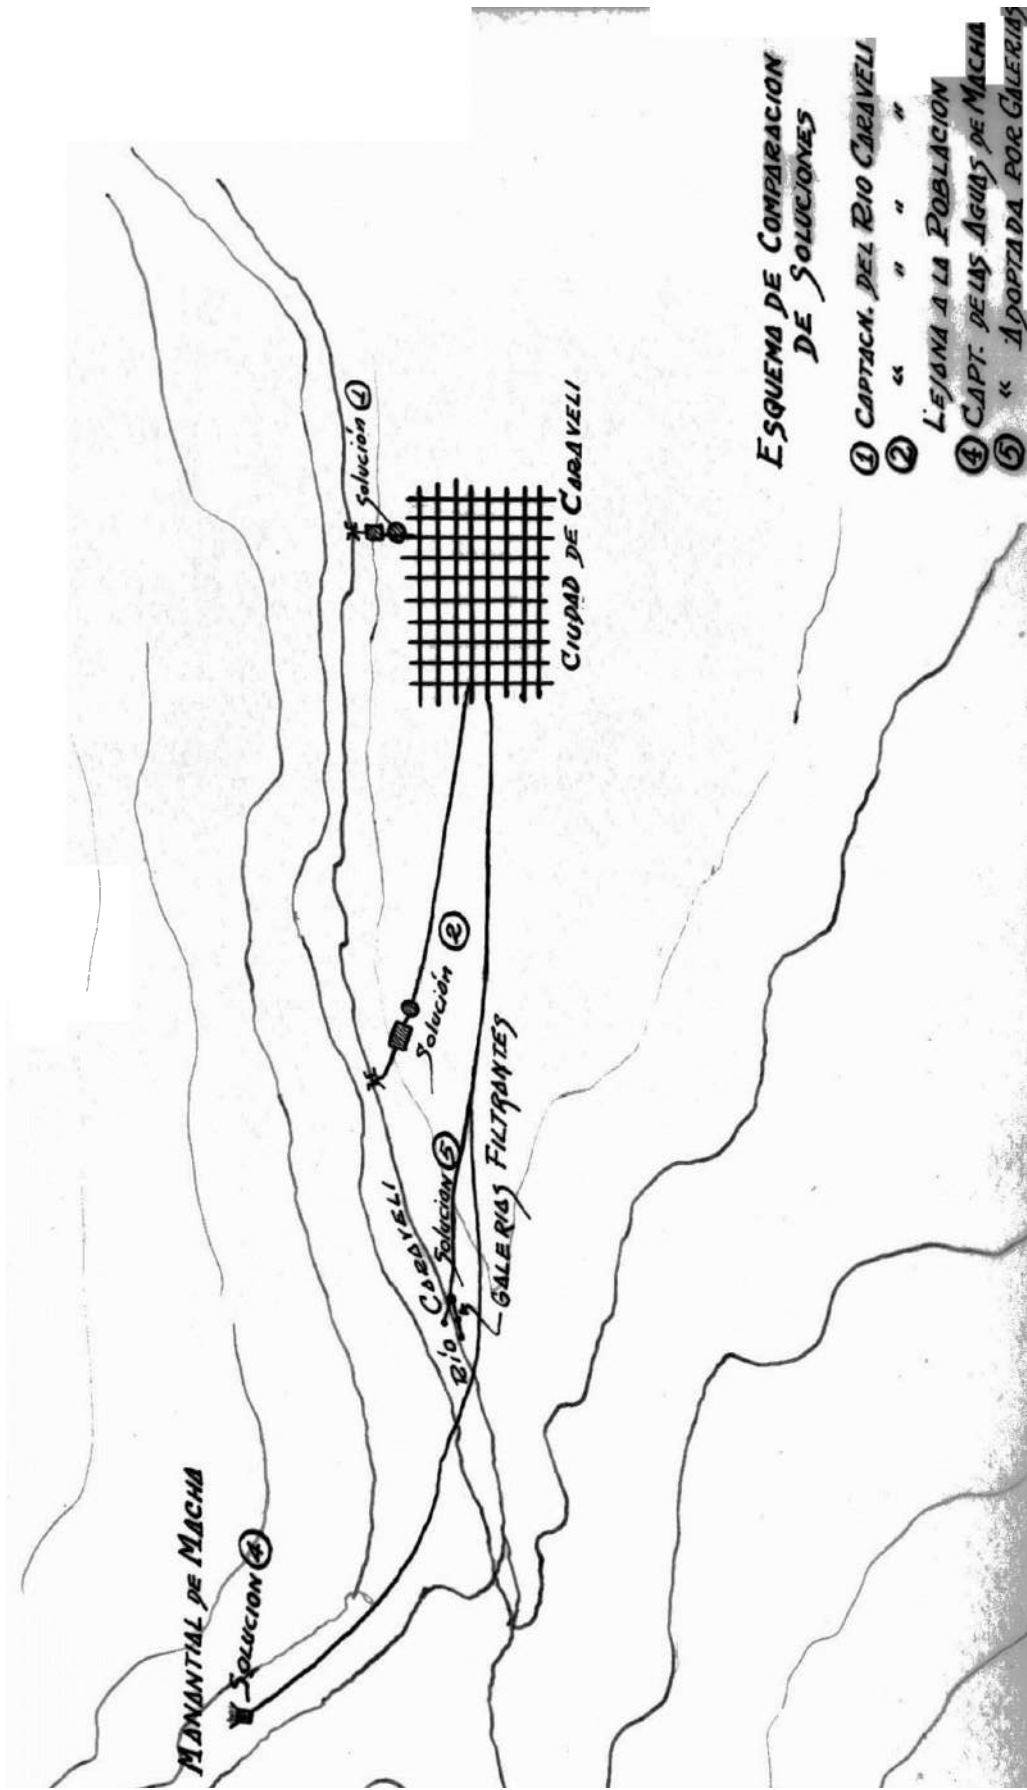 ESQUEMA DE COMPARACION
DE SOLUCIONES
① CAPTACN. DEL RIO CARAVELI
② " " " "
LEJANA A LA POBLACION
④ CAPT. DE LAS AGUAS DE MACHA
⑤ " ADOPTADA POR GALERIAS
Solución ①
CIUDAD DE CARAVELI
Solución ②
Solución ⑤
GALERIAS FILTRANTES
RÍO CARAVELI
MANANTIAL DE MACHA
SOLUCION ④